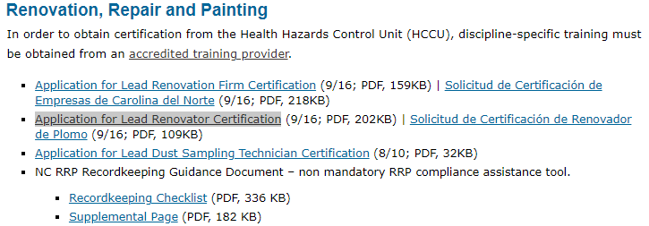 Renovation, Repair and Painting
In order to obtain certification from the Health Hazards Control Unit (HCCU), discipline-specific training must
be obtained from an accredited training provider.
Application for Lead Renovation Firm Certification (9/16; PDF, 159KB) | Solicitud de Certificación de
Empresas de Carolina del Norte (9/16; PDF, 218KB)
Application for Lead Renovator Certification (9/16; PDF, 202KB) | Solicitud de Certificación de Renovador
de Plomo (9/16; PDF, 109KB)
Application for Lead Dust Sampling Technician Certification (8/10; PDF, 32KB)
NC RRP Recordkeeping Guidance Document – non mandatory RRP compliance assistance tool.
Recordkeeping Checklist (PDF, 336 KB)
Supplemental Page (PDF, 182 KB)